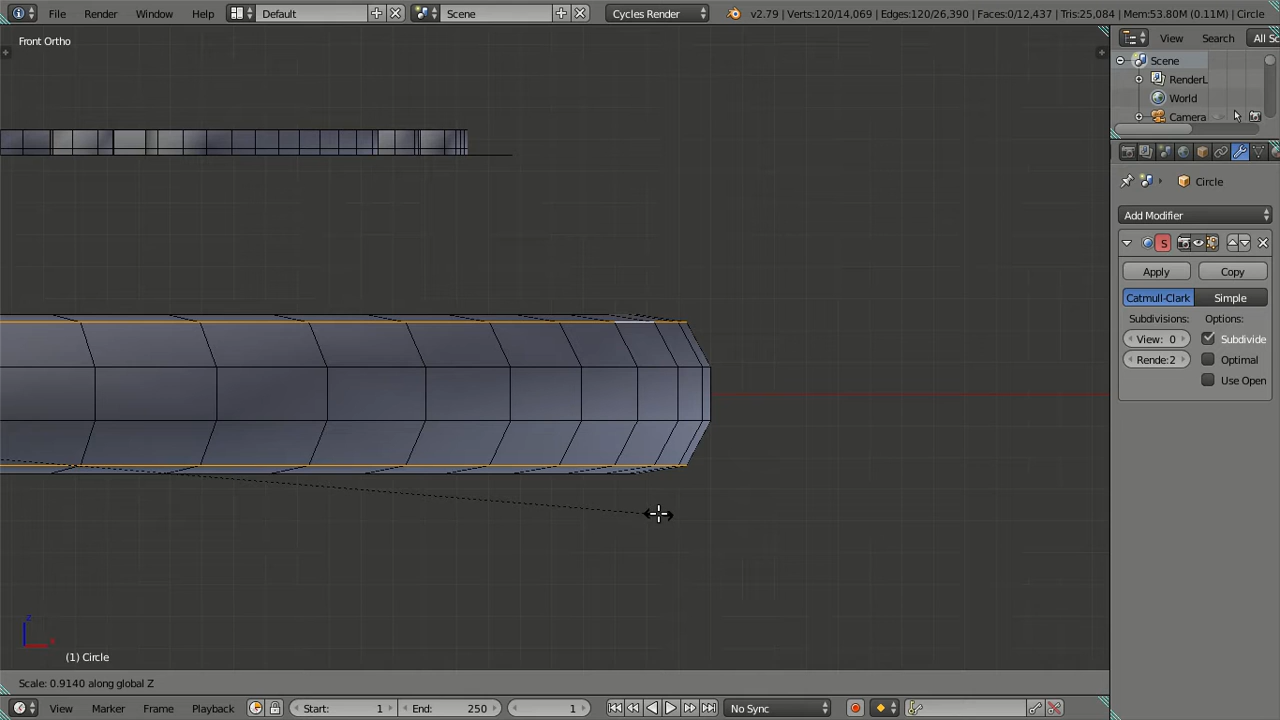 File Render Window Help Default Scene Cycles Render v2.79 | Verts:120/14,069 | Edges:120/26,390 | Faces:0/12,437 | Tris:25,084 | Mem:53.80M (0.11M) | Circle
Front Ortho
View Search All Sc
Scene
RenderL
World
Camera
Circle
Add Modifier
S
Apply Copy
Catmull-Clark Simple
Subdivisions: Options:
View: 0 Subdivide
Rende:2 Optimal
Use Open
z
x
(1) Circle
Scale: 0.9140 along global Z
View Marker Frame Playback Start: 1 End: 250 1 No Sync